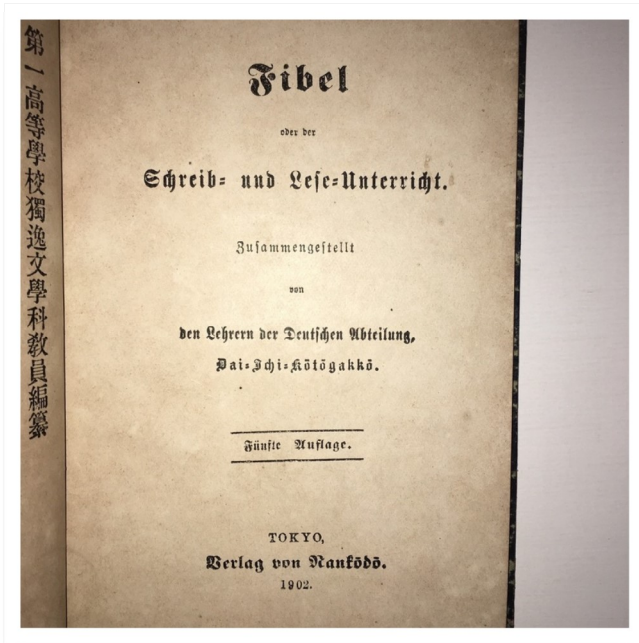 第一高等學校獨逸文學科敎員編纂
Fibel
oder der
Schreib- und Lese-Unterricht.
Zusammengestellt
von
den Lehrern der Deutschen Abteilung,
Dai-Ichi-Kōtōgakkō.
Fünfte Auflage.
TOKYO,
Verlag von Nankōdō.
1902.